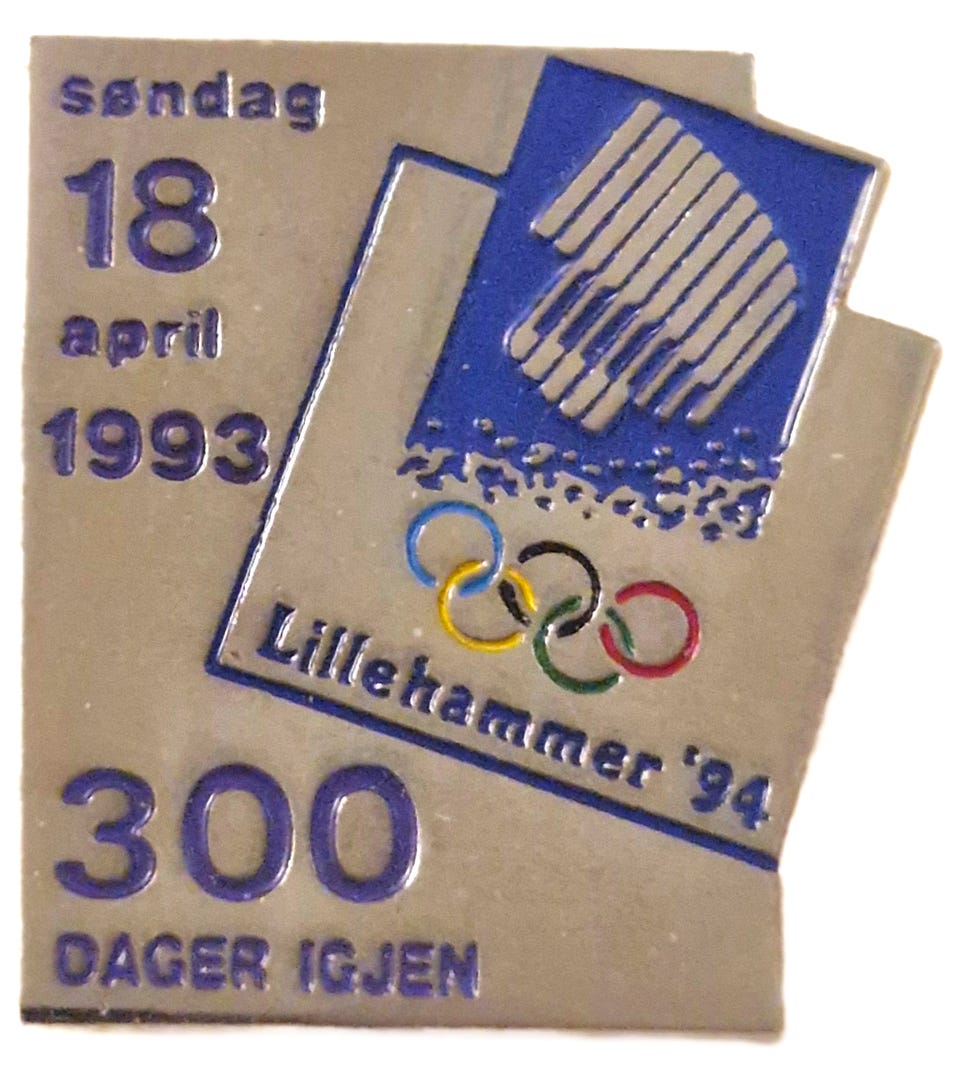 søndag
18
april
1993
Lillehammer '94
300
DAGER IGJEN